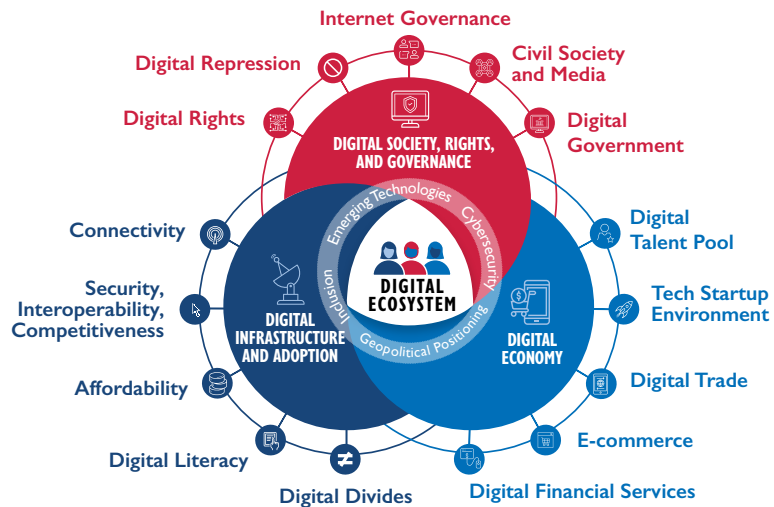 Internet Governance
Digital Repression
Civil Society
and Media
Digital Rights
Digital
Government
DIGITAL SOCIETY, RIGHTS,
AND GOVERNANCE
Emerging Technologies
Cybersecurity
Inclusion
Geopolitical Positioning
DIGITAL
ECOSYSTEM
Connectivity
Security,
Interoperability,
Competitiveness
Affordability
Digital Literacy
Digital Divides
DIGITAL
INFRASTRUCTURE
AND ADOPTION
DIGITAL
ECONOMY
Digital
Talent Pool
Tech Startup
Environment
Digital Trade
E-commerce
Digital Financial Services